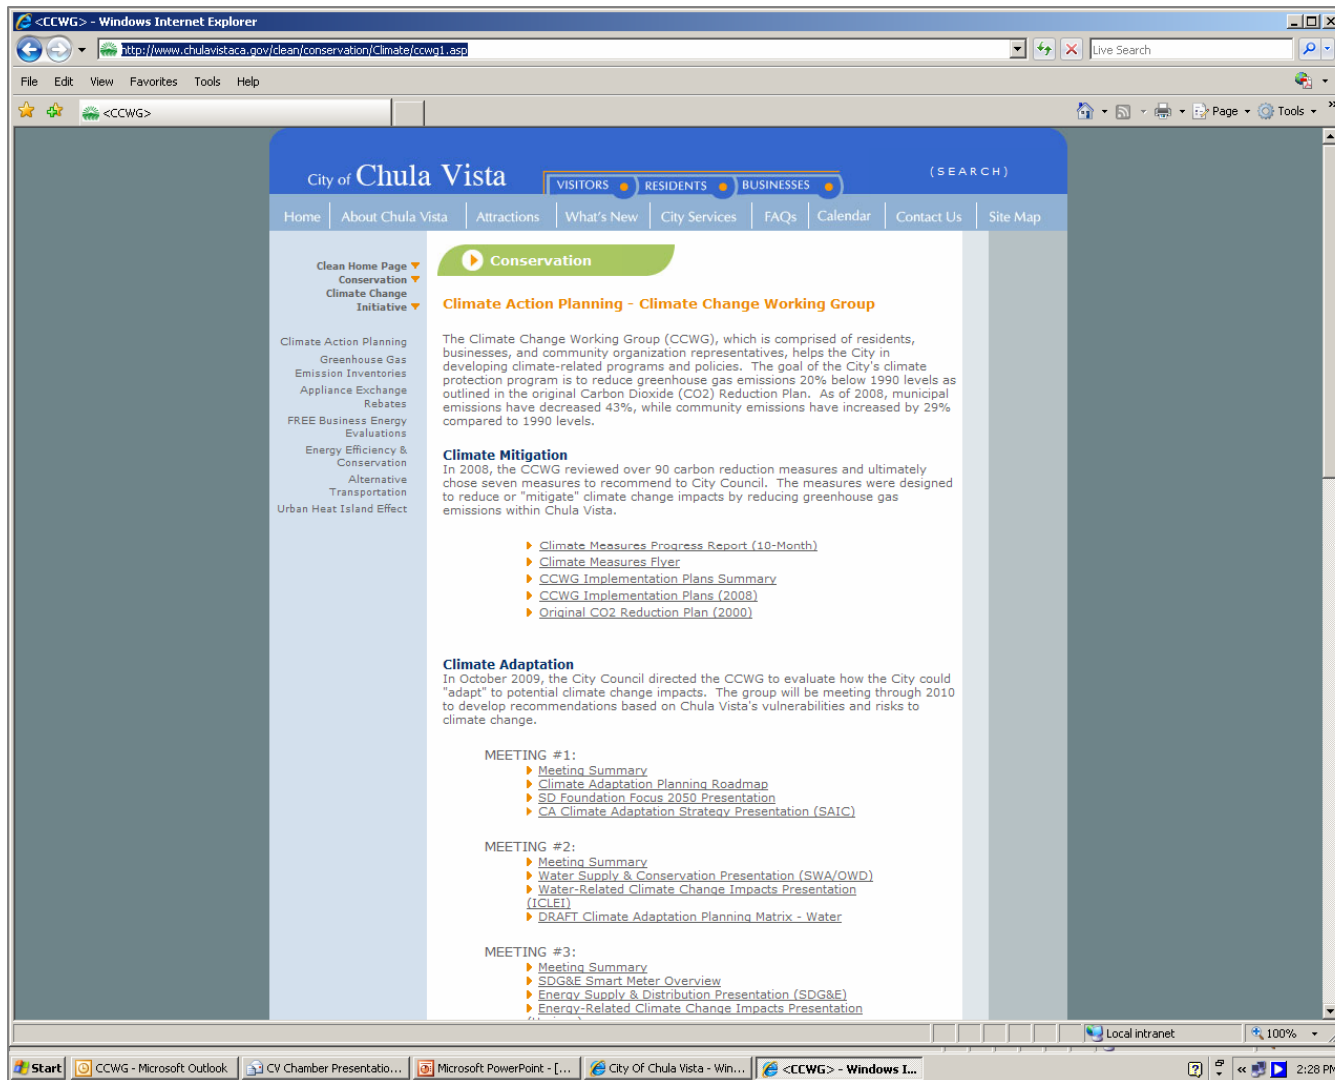 <CCWG> - Windows Internet Explorer
http://www.chulavistaca.gov/clean/conservation/Climate/ccwg1.asp
Live Search
File Edit View Favorites Tools Help
<CCWG>
Page Tools
City of Chula Vista
VISITORS RESIDENTS BUSINESSES
(SEARCH)
Home About Chula Vista Attractions What's New City Services FAQs Calendar Contact Us Site Map
Clean Home Page
Conservation
Climate Change
Initiative
Climate Action Planning
Greenhouse Gas
Emission Inventories
Appliance Exchange
Rebates
FREE Business Energy
Evaluations
Energy Efficiency &
Conservation
Alternative
Transportation
Urban Heat Island Effect
Conservation
Climate Action Planning - Climate Change Working Group
The Climate Change Working Group (CCWG), which is comprised of residents,
businesses, and community organization representatives, helps the City in
developing climate-related programs and policies. The goal of the City's climate
protection program is to reduce greenhouse gas emissions 20% below 1990 levels as
outlined in the original Carbon Dioxide (CO2) Reduction Plan. As of 2008, municipal
emissions have decreased 43%, while community emissions have increased by 29%
compared to 1990 levels.
Climate Mitigation
In 2008, the CCWG reviewed over 90 carbon reduction measures and ultimately
chose seven measures to recommend to City Council. The measures were designed
to reduce or "mitigate" climate change impacts by reducing greenhouse gas
emissions within Chula Vista.
Climate Measures Progress Report (10-Month)
Climate Measures Flyer
CCWG Implementation Plans Summary
CCWG Implementation Plans (2008)
Original CO2 Reduction Plan (2000)
Climate Adaptation
In October 2009, the City Council directed the CCWG to evaluate how the City could
"adapt" to potential climate change impacts. The group will be meeting through 2010
to develop recommendations based on Chula Vista's vulnerabilities and risks to
climate change.
MEETING #1:
Meeting Summary
Climate Adaptation Planning Roadmap
SD Foundation Focus 2050 Presentation
CA Climate Adaptation Strategy Presentation (SAIC)
MEETING #2:
Meeting Summary
Water Supply & Conservation Presentation (SWA/OWD)
Water-Related Climate Change Impacts Presentation
(ICLEI)
DRAFT Climate Adaptation Planning Matrix - Water
MEETING #3:
Meeting Summary
SDG&E Smart Meter Overview
Energy Supply & Distribution Presentation (SDG&E)
Energy-Related Climate Change Impacts Presentation
Local intranet 100%
Start CCWG - Microsoft Outlook CV Chamber Presentatio... Microsoft PowerPoint - [... City Of Chula Vista - Win... <CCWG> - Windows I... 2:28 PM